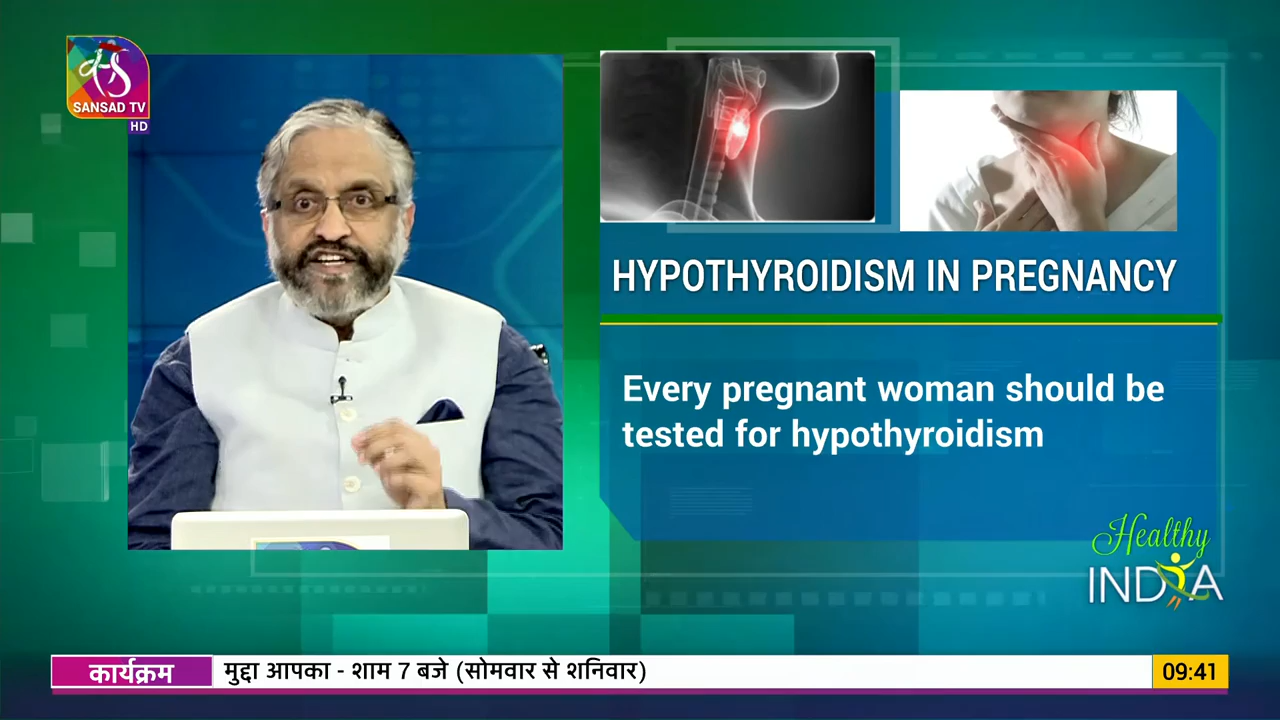 SANSAD TV
HD
HYPOTHYROIDISM IN PREGNANCY
Every pregnant woman should be
tested for hypothyroidism
Healthy
INDIA
कार्यक्रम
मुद्दा आपका - शाम 7 बजे (सोमवार से शनिवार)
09:41